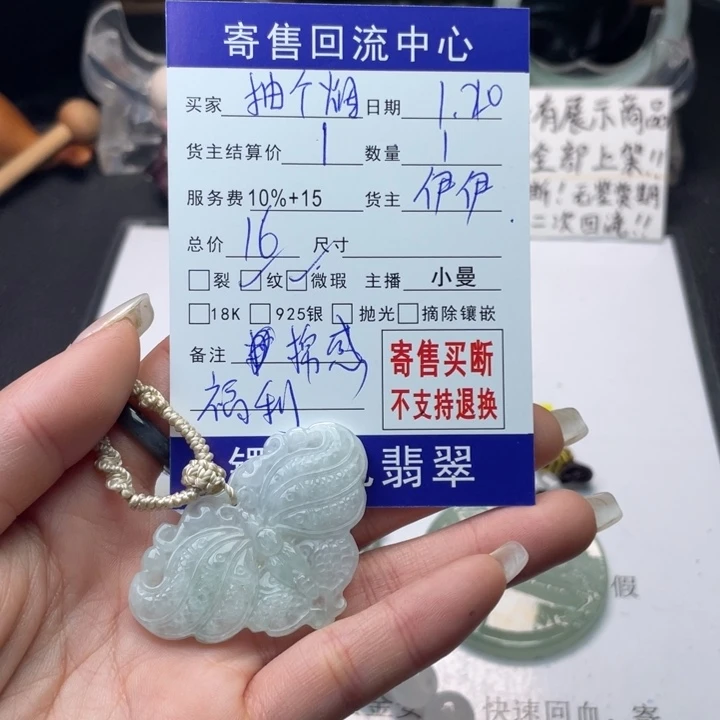 寄售回流中心
买家 抽个烟 日期 1.20
货主结算价 1 数量 1
服务费 10%+15 货主 伊伊
总价 16 尺寸
裂 纹 微瑕 主播 小曼
18K 925银 抛光 摘除镶嵌
备注 棉感
福利
寄售买断
不支持退换
翡翠
有展示商品
全部上架!!
二次回流!!
假
快速回血